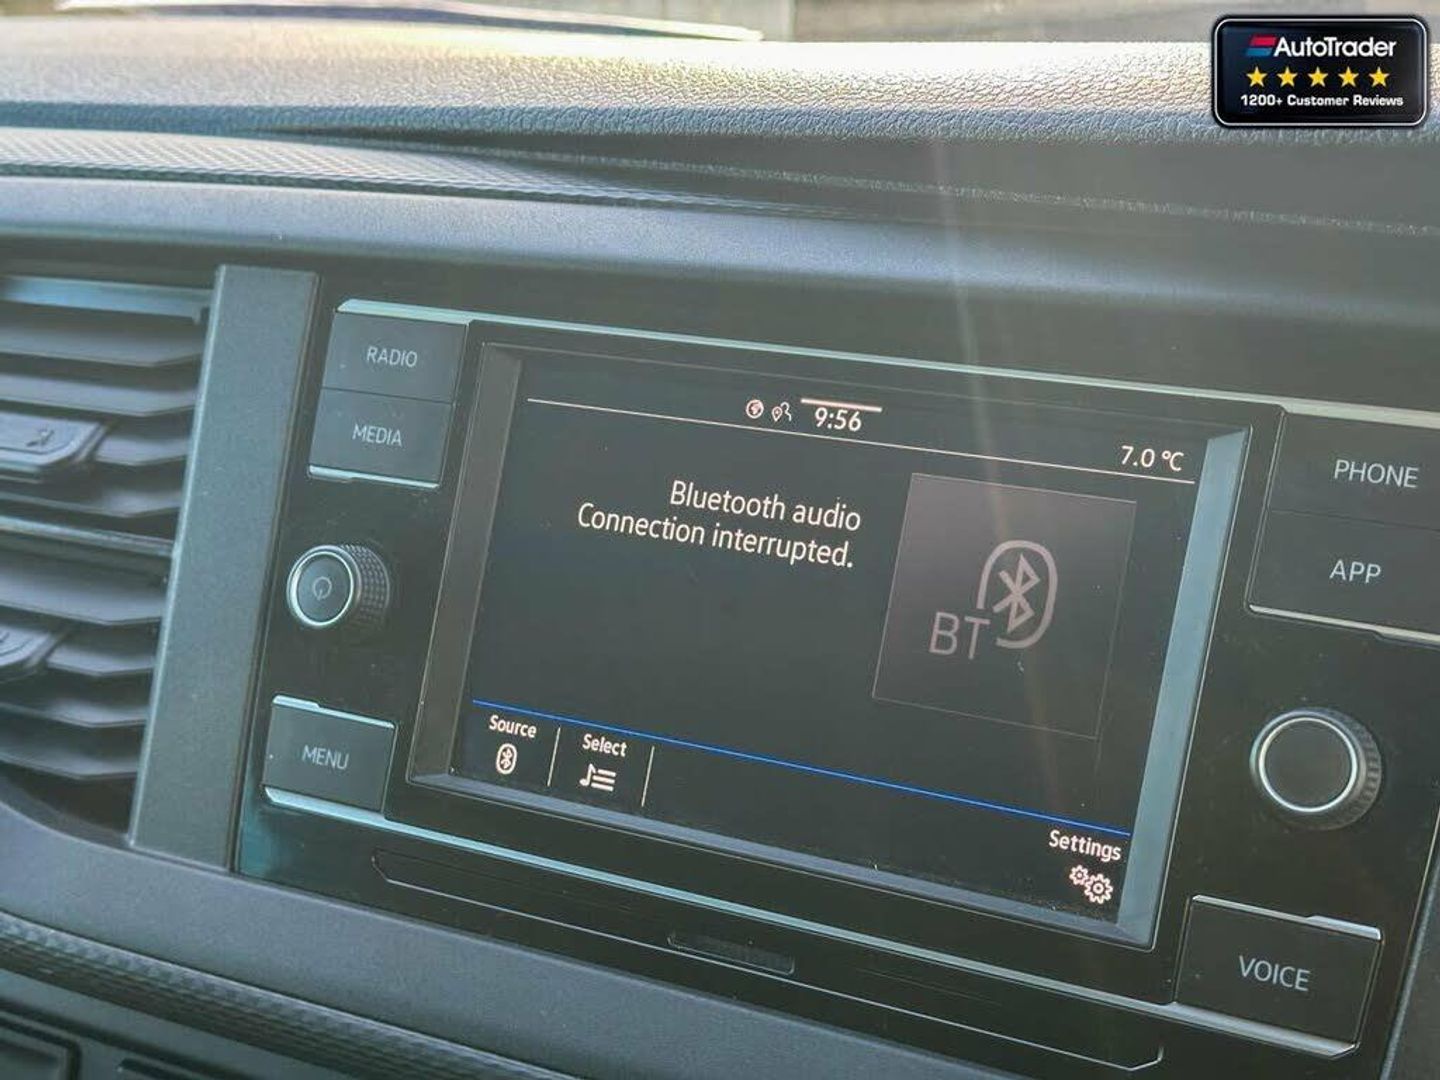 AutoTrader
1200+ Customer Reviews
RADIO
MEDIA
9:56
7.0 °C
PHONE
APP
Bluetooth audio
Connection interrupted.
BT
MENU
Source
Select
Settings
VOICE